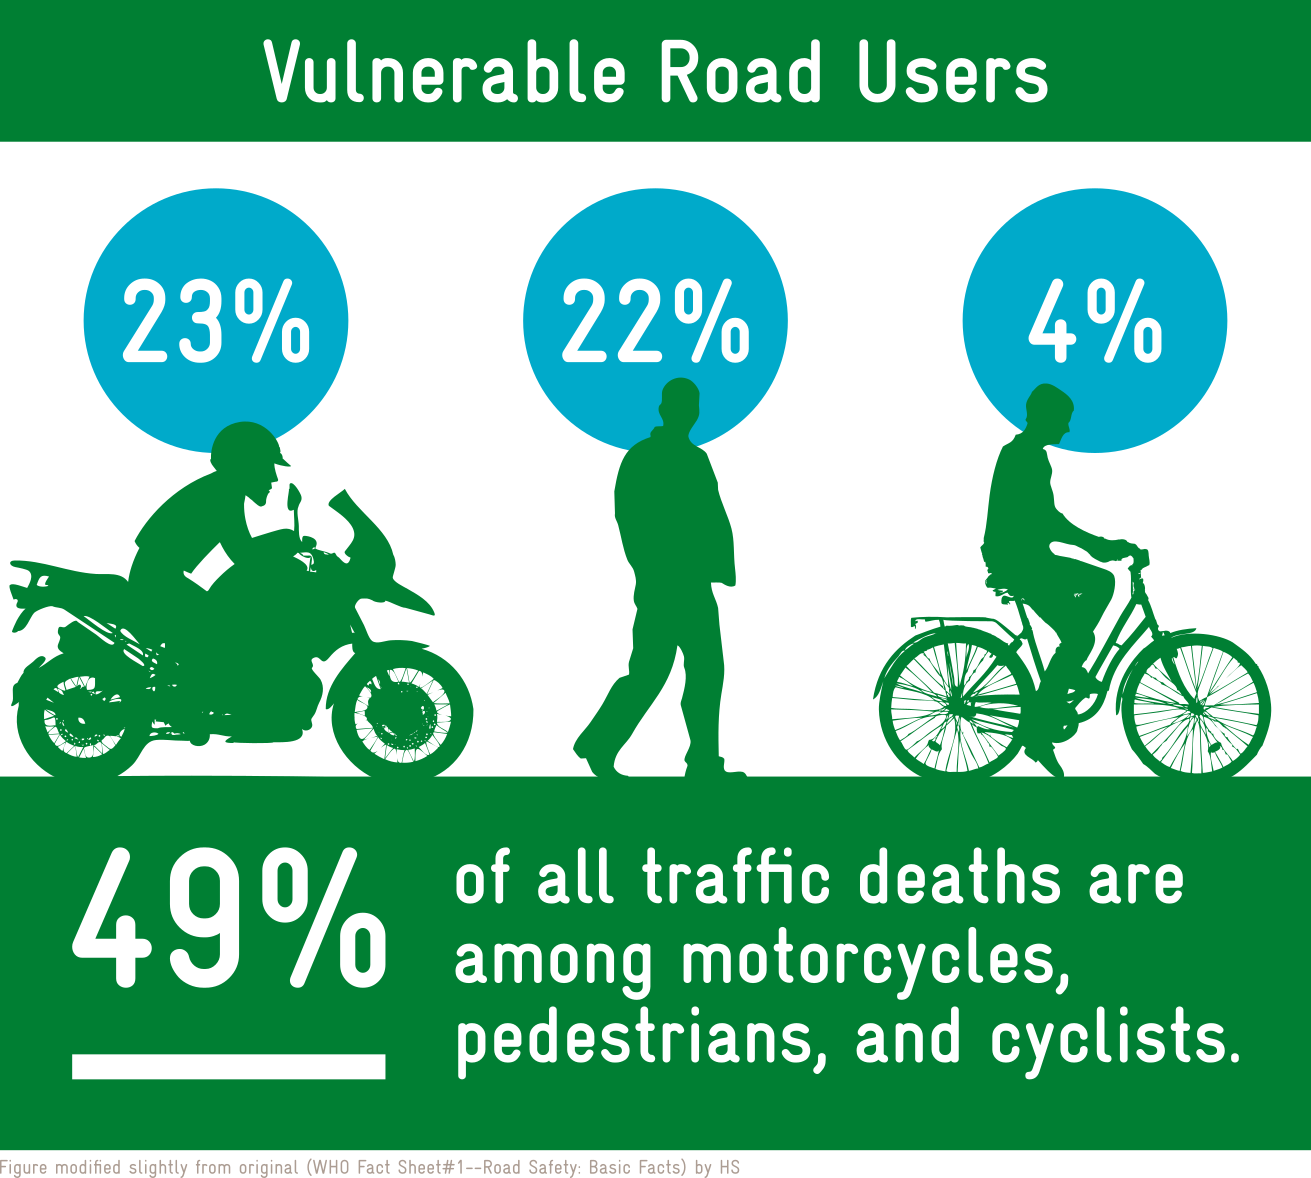 Vulnerable Road Users
23%
22%
4%
49%
of all traffic deaths are
among motorcycles,
pedestrians, and cyclists.
Figure modified slightly from original (WHO Fact Sheet#1--Road Safety: Basic Facts) by HS